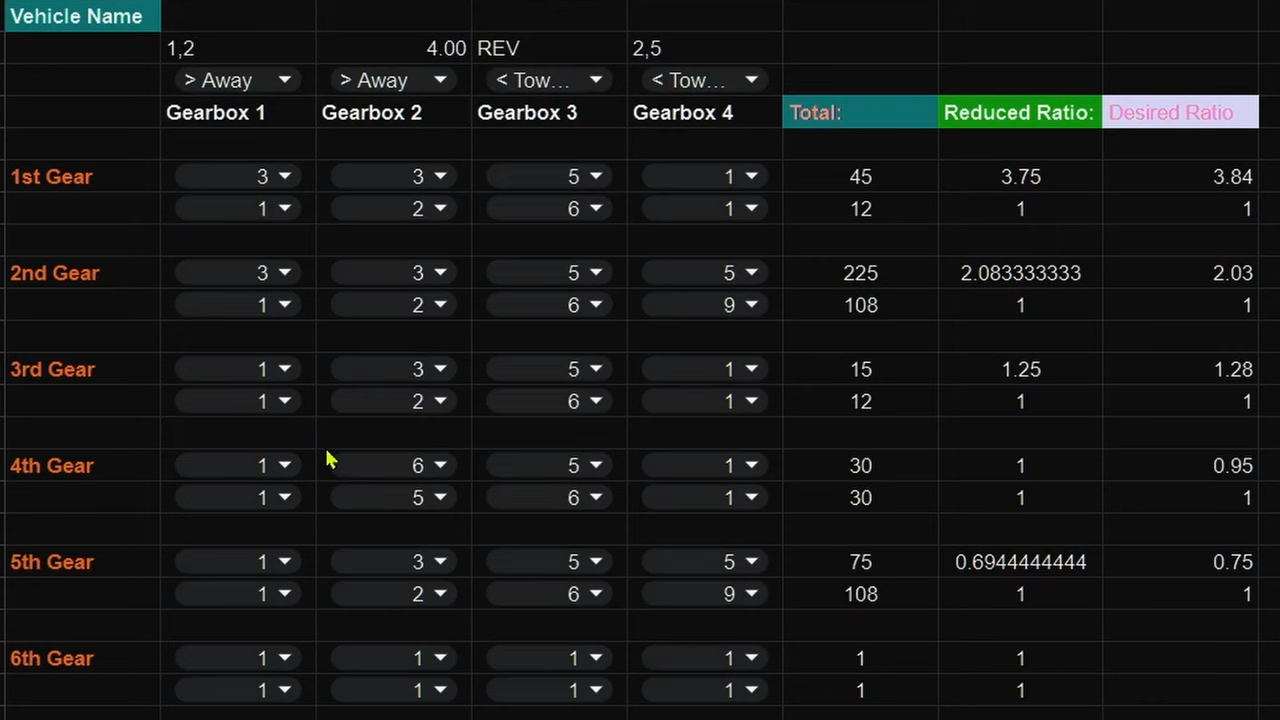 Vehicle Name
1,2 4.00 REV 2,5
> Away > Away < Tow... < Tow...
Gearbox 1 Gearbox 2 Gearbox 3 Gearbox 4 Total: Reduced Ratio: Desired Ratio
1st Gear 3 3 5 1 45 3.75 3.84
1 2 6 1 12 1 1
2nd Gear 3 3 5 5 225 2.083333333 2.03
1 2 6 9 108 1 1
3rd Gear 1 3 5 1 15 1.25 1.28
1 2 6 1 12 1 1
4th Gear 1 6 5 1 30 1 0.95
1 5 6 1 30 1 1
5th Gear 1 3 5 5 75 0.6944444444 0.75
1 2 6 9 108 1 1
6th Gear 1 1 1 1 1 1
1 1 1 1 1 1